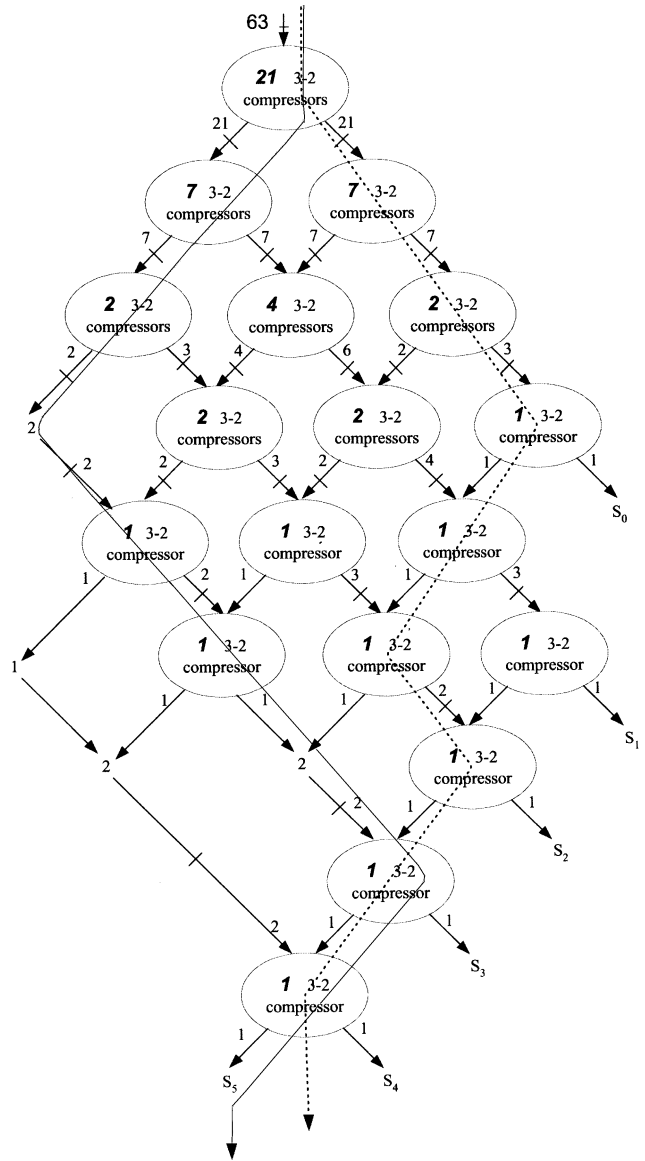 63
21 3-2
compressors
21 21
7 3-2 7 3-2
compressors compressors
7 7 7 7
2 3-2 4 3-2 2 3-2
compressors compressors compressors
2 3 4 6 2 3
2 3-2 2 3-2 1 3-2
compressors compressors compressor
2
2 2 3 2 4 1 1
S0
1 3-2 1 3-2 1 3-2
compressor compressor compressor
1 2 1 3 1 3
1 3-2 1 3-2 1 3-2
compressor compressor compressor
1
1 1 1 2 1 1
S1
2 2
1 3-2
compressor
2 1 1
S2
1 3-2
compressor
2 1 1
S3
1 3-2
compressor
1 1
S5 S4